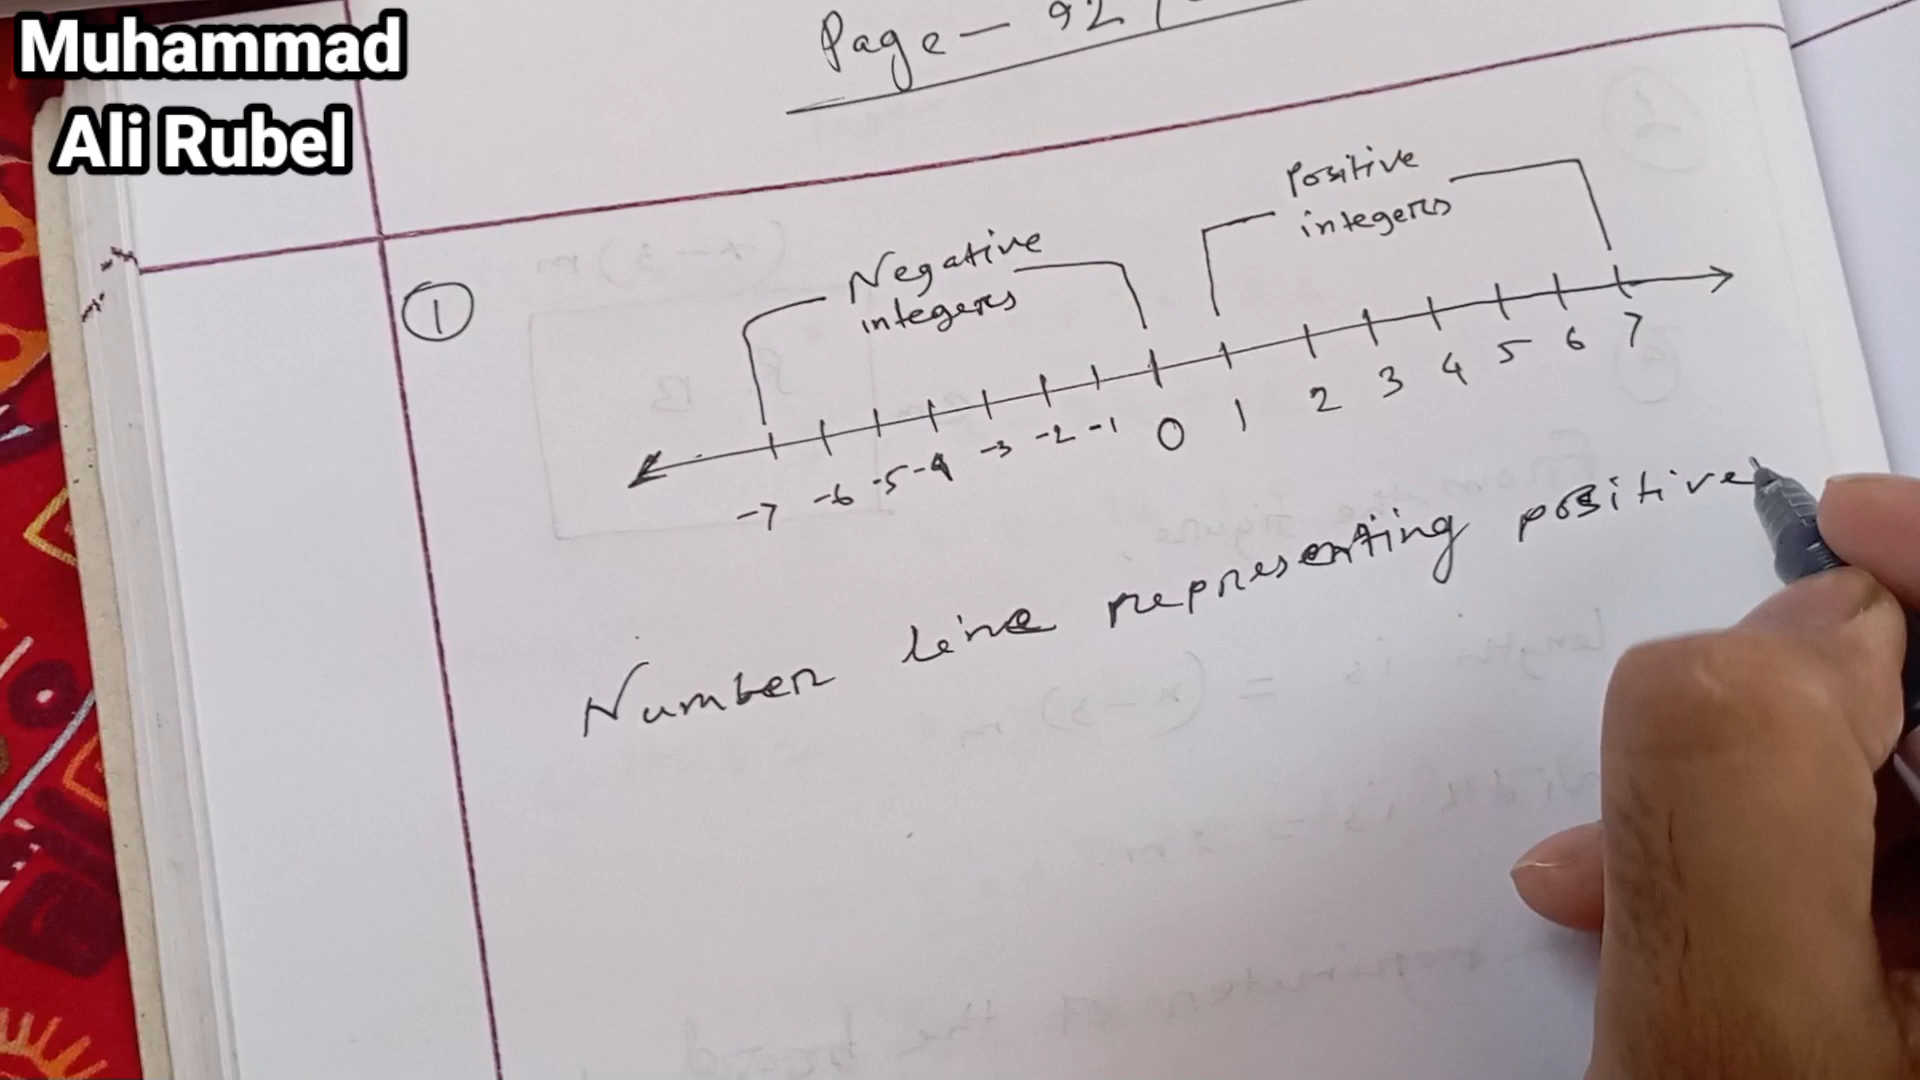 Muhammad
Ali Rubel
Page — 92
①
Negative
integers
Positive
integers
-7 -6 -5 -4 -3 -2 -1 0 1 2 3 4 5 6 7
Number line representing positive